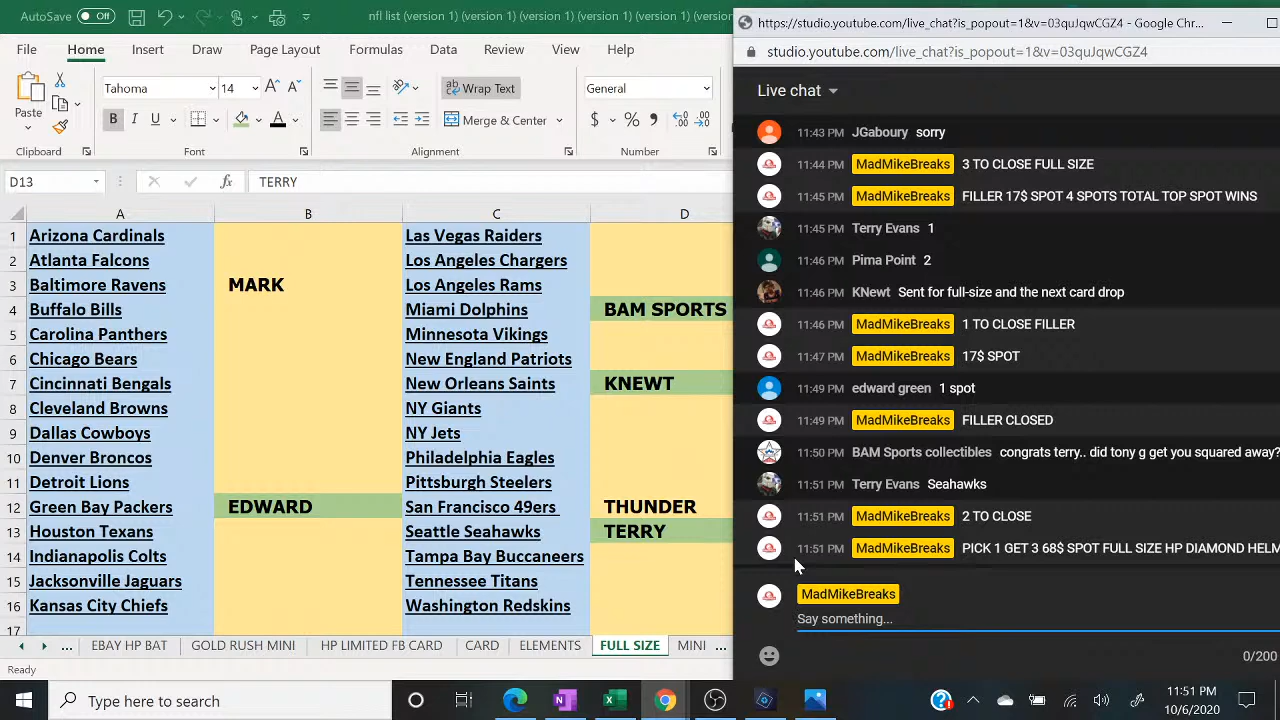 AutoSave Off
nfl list (version 1) (version 1) (version 1)
File Home Insert Draw Page Layout Formulas Data Review View Help
Tahoma 14 Wrap Text General
Paste B I U Merge & Center $ % 9
Clipboard Font Alignment Number
D13 fx TERRY
A B C D
1 Arizona Cardinals Las Vegas Raiders
2 Atlanta Falcons Los Angeles Chargers
3 Baltimore Ravens MARK Los Angeles Rams
4 Buffalo Bills Miami Dolphins BAM SPORTS
5 Carolina Panthers Minnesota Vikings
6 Chicago Bears New England Patriots
7 Cincinnati Bengals New Orleans Saints KNEWT
8 Cleveland Browns NY Giants
9 Dallas Cowboys NY Jets
10 Denver Broncos Philadelphia Eagles
11 Detroit Lions Pittsburgh Steelers
12 Green Bay Packers EDWARD San Francisco 49ers THUNDER
13 Houston Texans Seattle Seahawks TERRY
14 Indianapolis Colts Tampa Bay Buccaneers
15 Jacksonville Jaguars Tennessee Titans
16 Kansas City Chiefs Washington Redskins
17
... EBAY HP BAT GOLD RUSH MINI HP LIMITED FB CARD CARD ELEMENTS FULL SIZE MINI ...
Ready
https://studio.youtube.com/live_chat?is_popout=1&v=03quJqwCGZ4 - Google Chr...
studio.youtube.com/live_chat?is_popout=1&v=03quJqwCGZ4
Live chat
11:43 PM JGaboury sorry
11:44 PM MadMikeBreaks 3 TO CLOSE FULL SIZE
11:45 PM MadMikeBreaks FILLER 17$ SPOT 4 SPOTS TOTAL TOP SPOT WINS
11:45 PM Terry Evans 1
11:46 PM Pima Point 2
11:46 PM KNewt Sent for full-size and the next card drop
11:46 PM MadMikeBreaks 1 TO CLOSE FILLER
11:47 PM MadMikeBreaks 17$ SPOT
11:49 PM edward green 1 spot
11:49 PM MadMikeBreaks FILLER CLOSED
11:50 PM BAM Sports collectibles congrats terry.. did tony g get you squared away?
11:51 PM Terry Evans Seahawks
11:51 PM MadMikeBreaks 2 TO CLOSE
11:51 PM MadMikeBreaks PICK 1 GET 3 68$ SPOT FULL SIZE HP DIAMOND HELM
MadMikeBreaks
Say something...
0/200
Type here to search
11:51 PM
10/6/2020